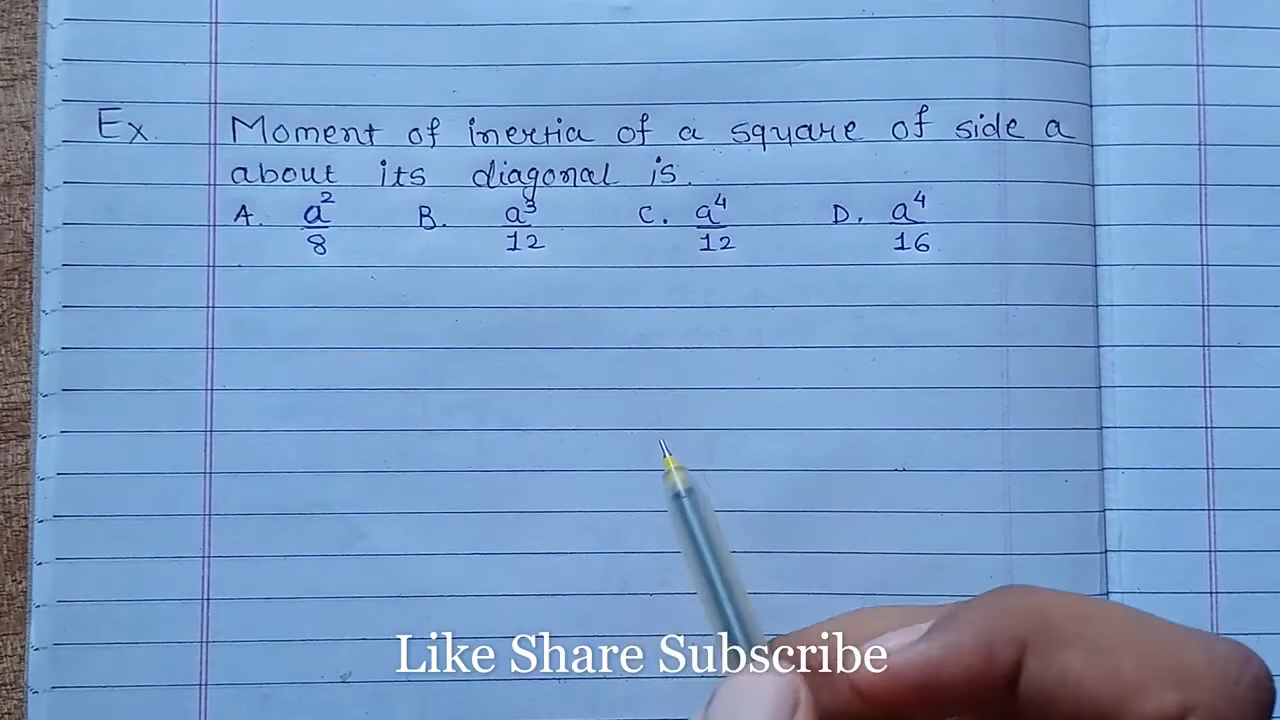 Ex. Moment of inertia of a square of side a
about its diagonal is.
A. a²/8 B. a³/12 C. a⁴/12 D. a⁴/16
Like Share Subscribe